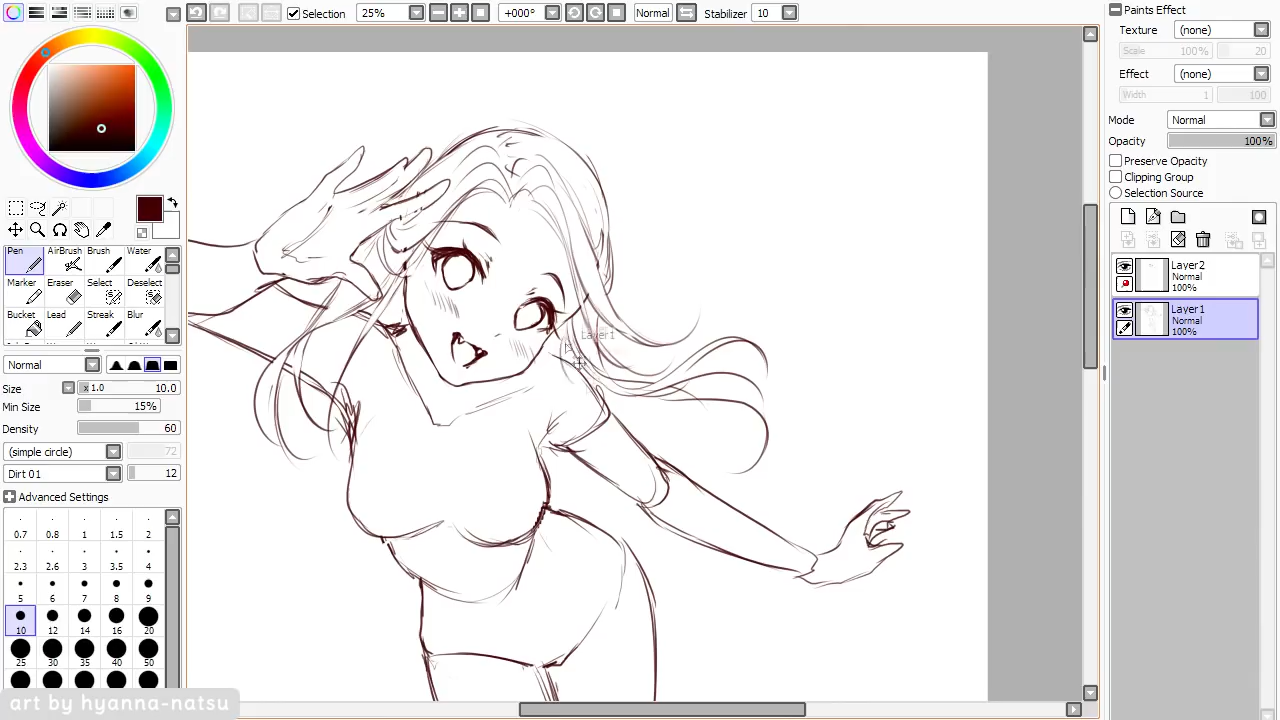 Selection 25% +000° Normal Stabilizer 10
Pen AirBrush Brush Water
Marker Eraser Select Deselect
Bucket Lead Streak Blur
Normal
Size x 1.0 10.0
Min Size 15%
Density 60
(simple circle) 72
Dirt 01 12
Advanced Settings
0.7 0.8 1 1.5 2
2.3 2.6 3 3.5 4
5 6 7 8 9
10 12 14 16 20
25 30 35 40 50
art by hyanna-natsu
Layer1
Paints Effect
Texture (none)
Scale 100% 20
Effect (none)
Width 1 100
Mode Normal
Opacity 100%
Preserve Opacity
Clipping Group
Selection Source
Layer2
Normal
100%
Layer1
Normal
100%